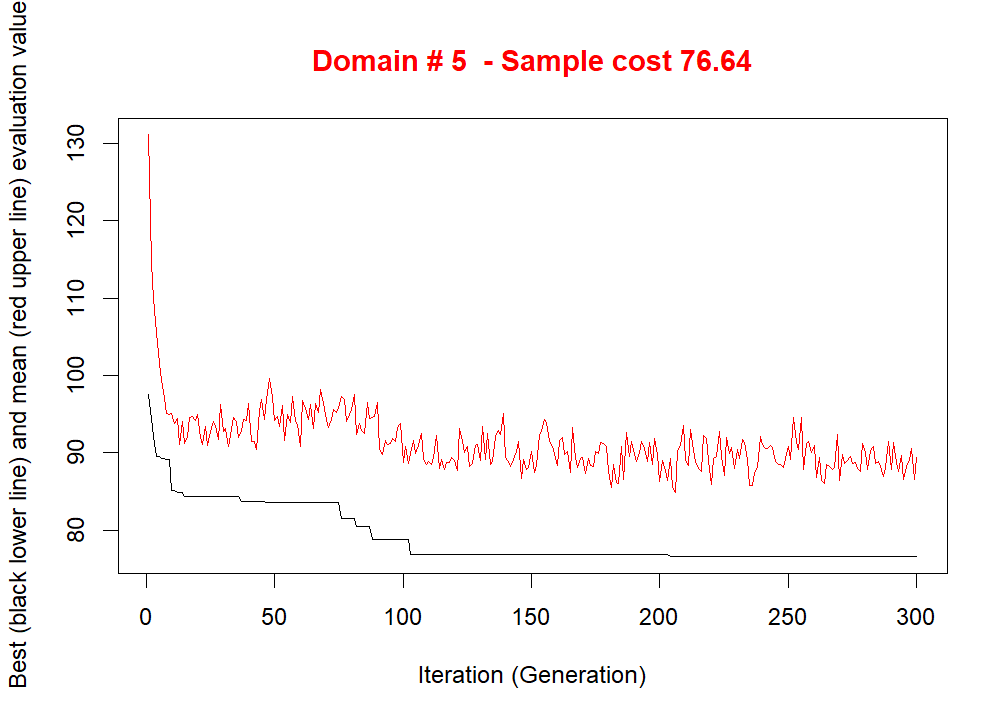 Domain # 5  - Sample cost 76.64
Best (black lower line) and mean (red upper line) evaluation value
130
120
110
100
90
80
0 50 100 150 200 250 300
Iteration (Generation)